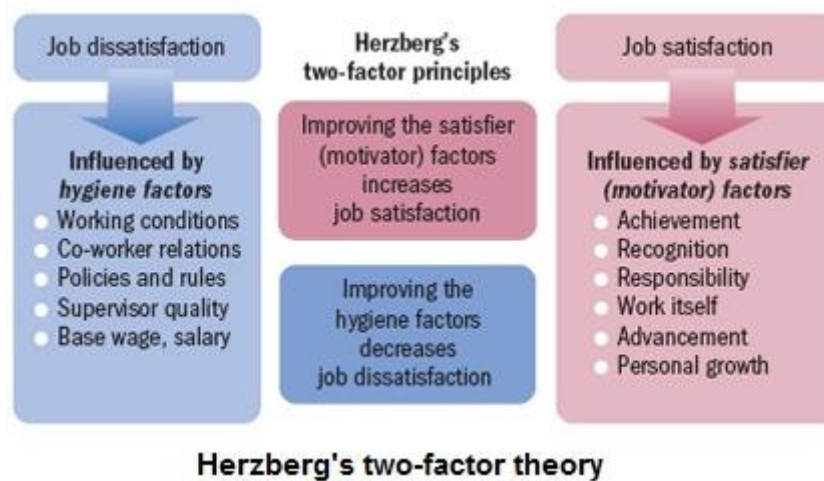 Job dissatisfaction
Influenced by
hygiene factors
Working conditions
Co-worker relations
Policies and rules
Supervisor quality
Base wage, salary
Herzberg's
two-factor principles
Improving the satisfier
(motivator) factors
increases
job satisfaction
Improving the
hygiene factors
decreases
job dissatisfaction
Job satisfaction
Influenced by satisfier
(motivator) factors
Achievement
Recognition
Responsibility
Work itself
Advancement
Personal growth
Herzberg's two-factor theory